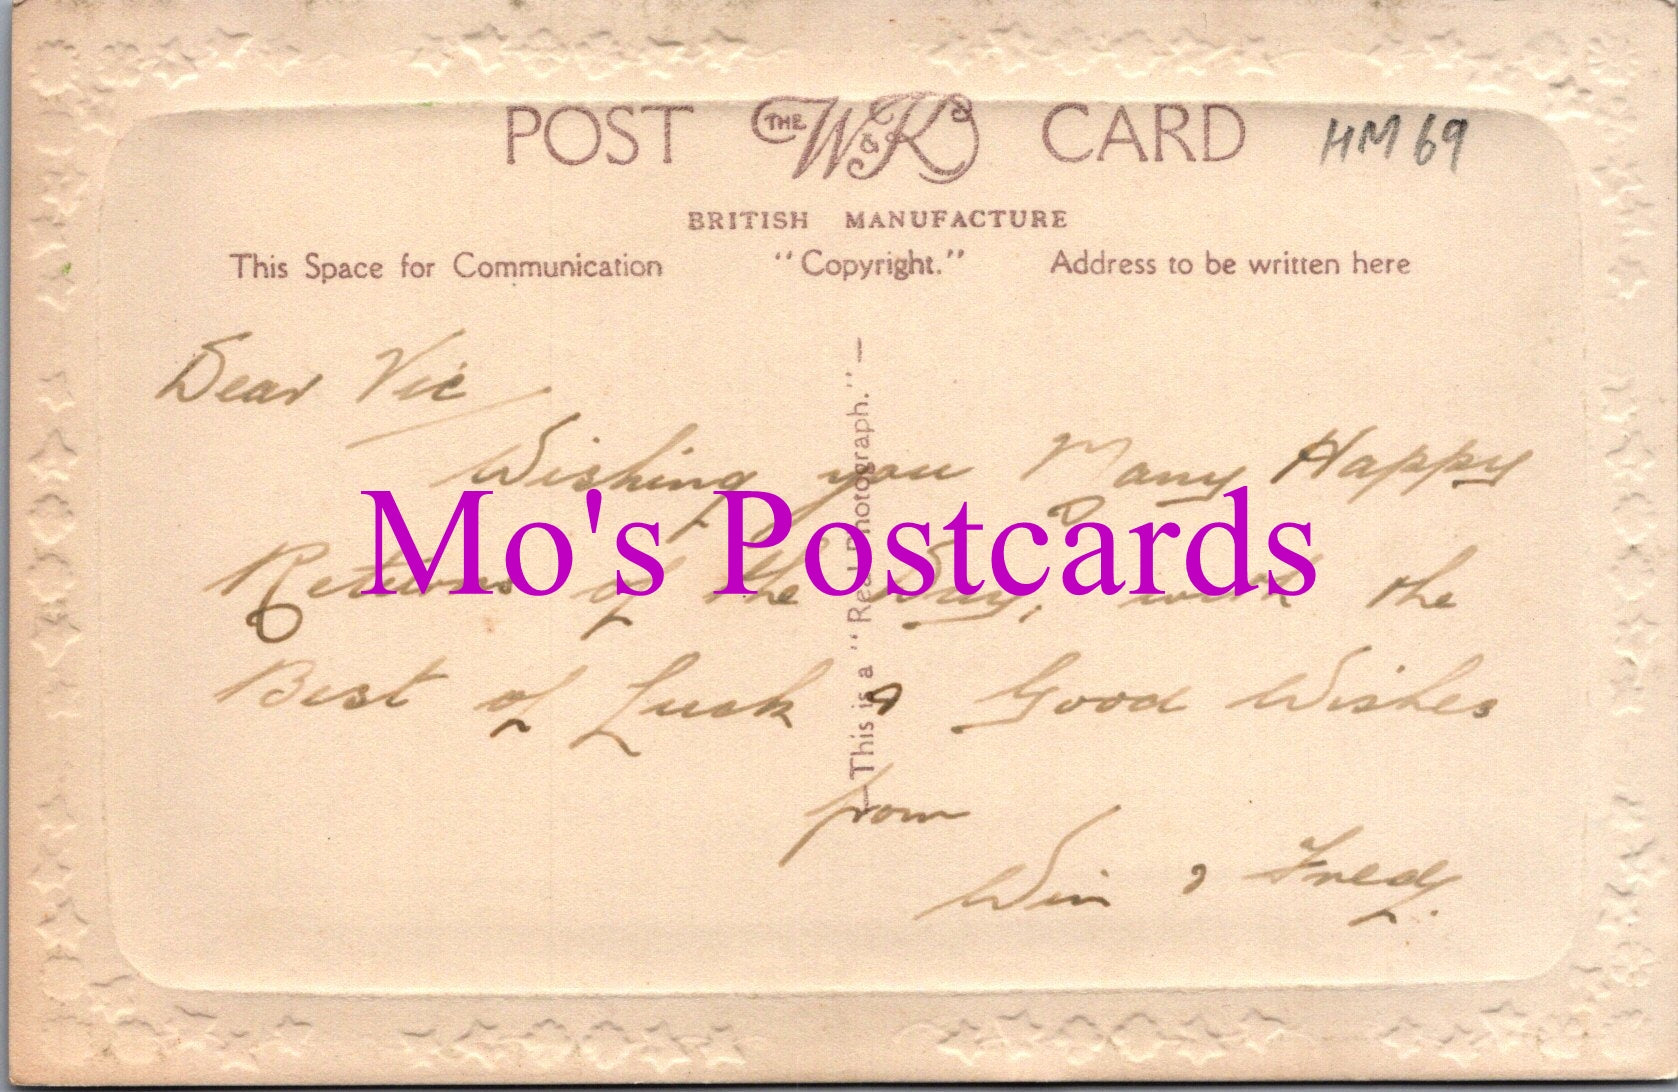 POST THE W&K CARD HM 69
BRITISH MANUFACTURE
This Space for Communication "Copyright." Address to be written here
Dear Vic
Wishing you Many Happy
Returns of the Day, with the
Best of Luck & Good Wishes
from
Win & Fred.
— This is a "Real Photograph." —
Mo's Postcards